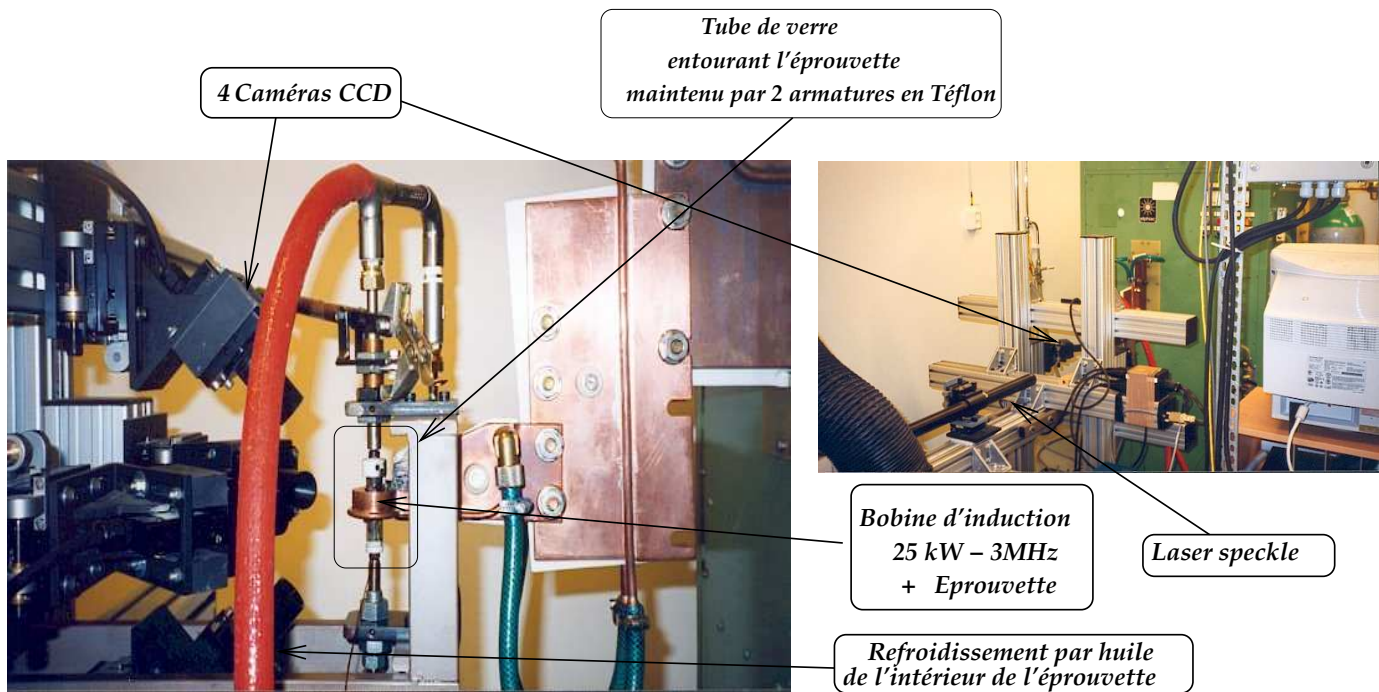 Tube de verre
entourant l'éprouvette
maintenu par 2 armatures en Téflon
4 Caméras CCD
Bobine d'induction
25 kW – 3MHz
+ Eprouvette
Laser speckle
Refroidissement par huile
de l'intérieur de l'éprouvette